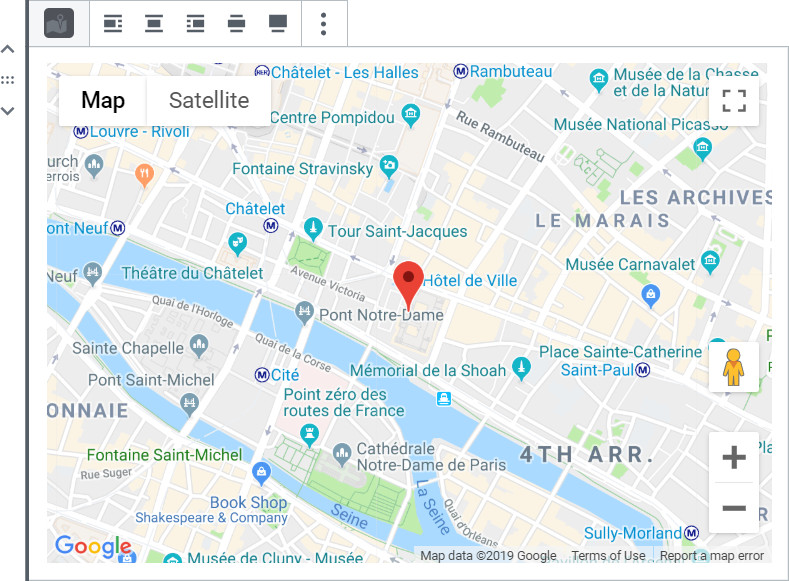 Châtelet - Les Halles
Rambuteau
Musée de la Chasse
et de la Natur
Map
Satellite
Centre Pompidou
Rue Rambuteau
Musée National Picasso
Louvre - Rivoli
urch
errois
Fontaine Stravinsky
LES ARCHIVES
LE MARAIS
Châtelet
ont Neuf
Tour Saint-Jacques
Théâtre du Châtelet
Neuf
Avenue Victoria
Hôtel de Ville
Musée Carnavalet
Quai de l'Horloge
Pont Notre-Dame
Sainte Chapelle
Quai de la Corse
Place Sainte-Catherine
Saint-Paul
Pont Saint-Michel
Cité
Mémorial de la Shoah
Point zéro des
routes de France
ONNAIE
Fontaine Saint-Michel
Cathédrale
Notre-Dame de Paris
4TH ARR.
Rue Suger
Book Shop
Shakespeare & Company
Seine
La Seine
Quai d'Orléans
Sully-Morland
Google
Musée de Cluny - Musée
Map data ©2019 Google
Terms of Use
Report a map error